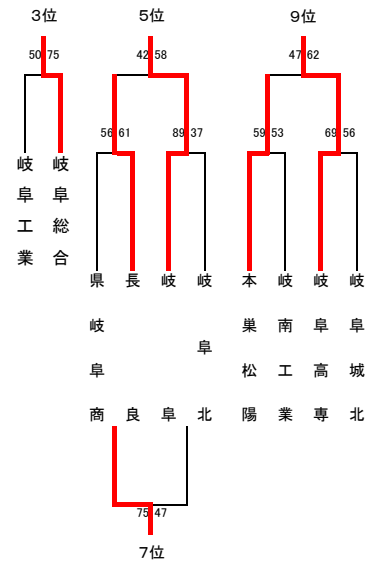 3位 5位 9位
50 75 42 58 47 62
56 61 89 37 59 53 69 56
岐阜工業
岐阜総合
県岐阜商
長良
岐阜
岐阜北
本巣松陽
岐南工業
岐阜高専
岐阜城北
75 47
7位